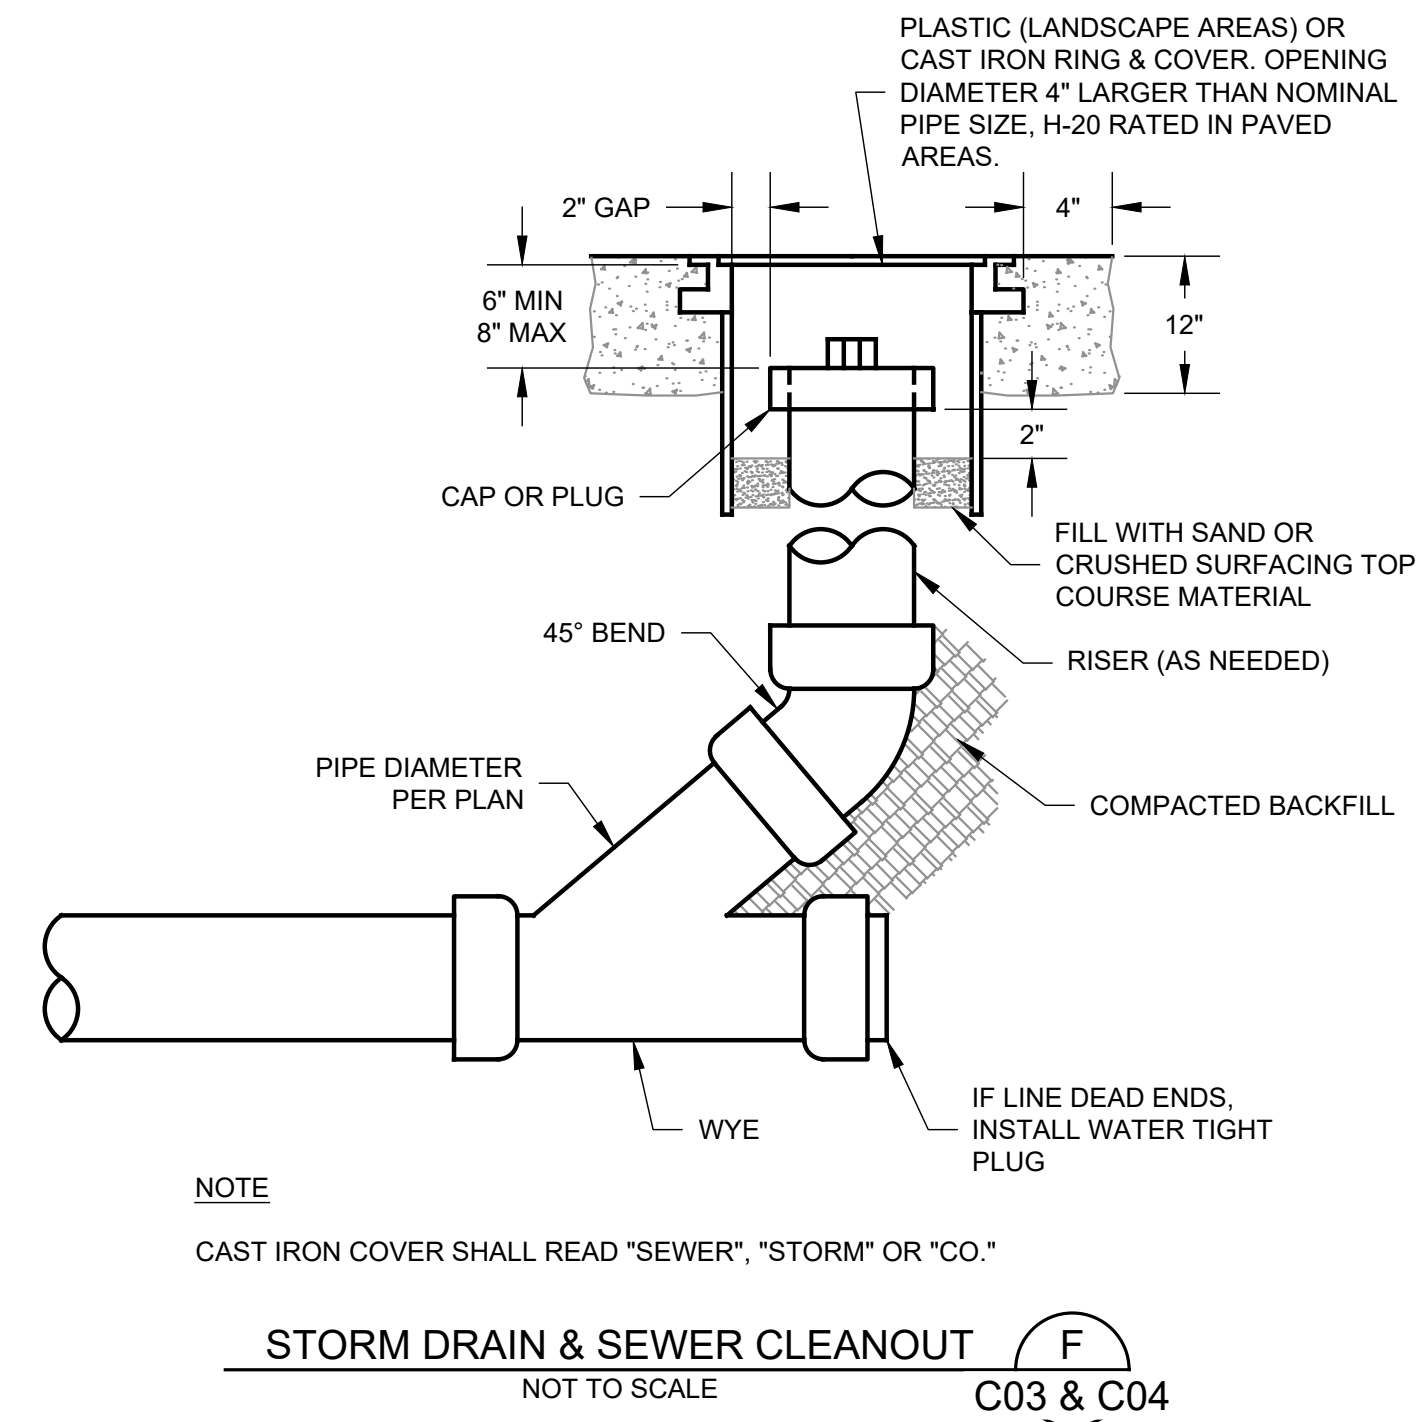 PLASTIC (LANDSCAPE AREAS) OR
CAST IRON RING & COVER. OPENING
DIAMETER 4" LARGER THAN NOMINAL
PIPE SIZE, H-20 RATED IN PAVED
AREAS.
2" GAP
4"
6" MIN
8" MAX
12"
2"
CAP OR PLUG
FILL WITH SAND OR
CRUSHED SURFACING TOP
COURSE MATERIAL
45° BEND
RISER (AS NEEDED)
PIPE DIAMETER
PER PLAN
COMPACTED BACKFILL
IF LINE DEAD ENDS,
INSTALL WATER TIGHT
PLUG
WYE
NOTE
CAST IRON COVER SHALL READ "SEWER", "STORM" OR "CO."
STORM DRAIN & SEWER CLEANOUT
F
NOT TO SCALE
C03 & C04